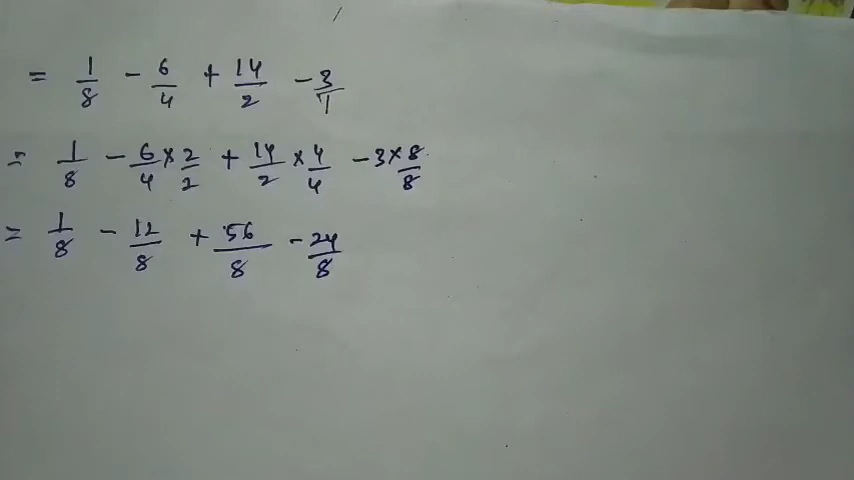 = 1/8 - 6/4 + 14/2 - 3/1
= 1/8 - 6/4 × 2/2 + 14/2 × 4/4 - 3 × 8/8
= 1/8 - 12/8 + 56/8 - 24/8